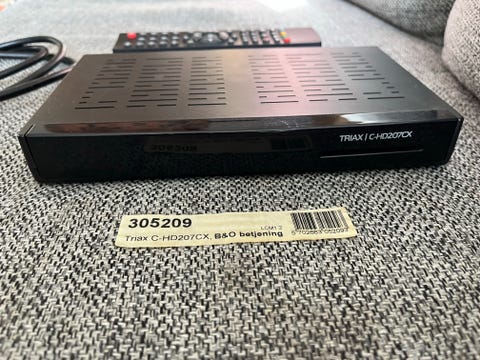 TRIAX | C-HD207CX
305209
Triax C-HD207CX, B&O betjening